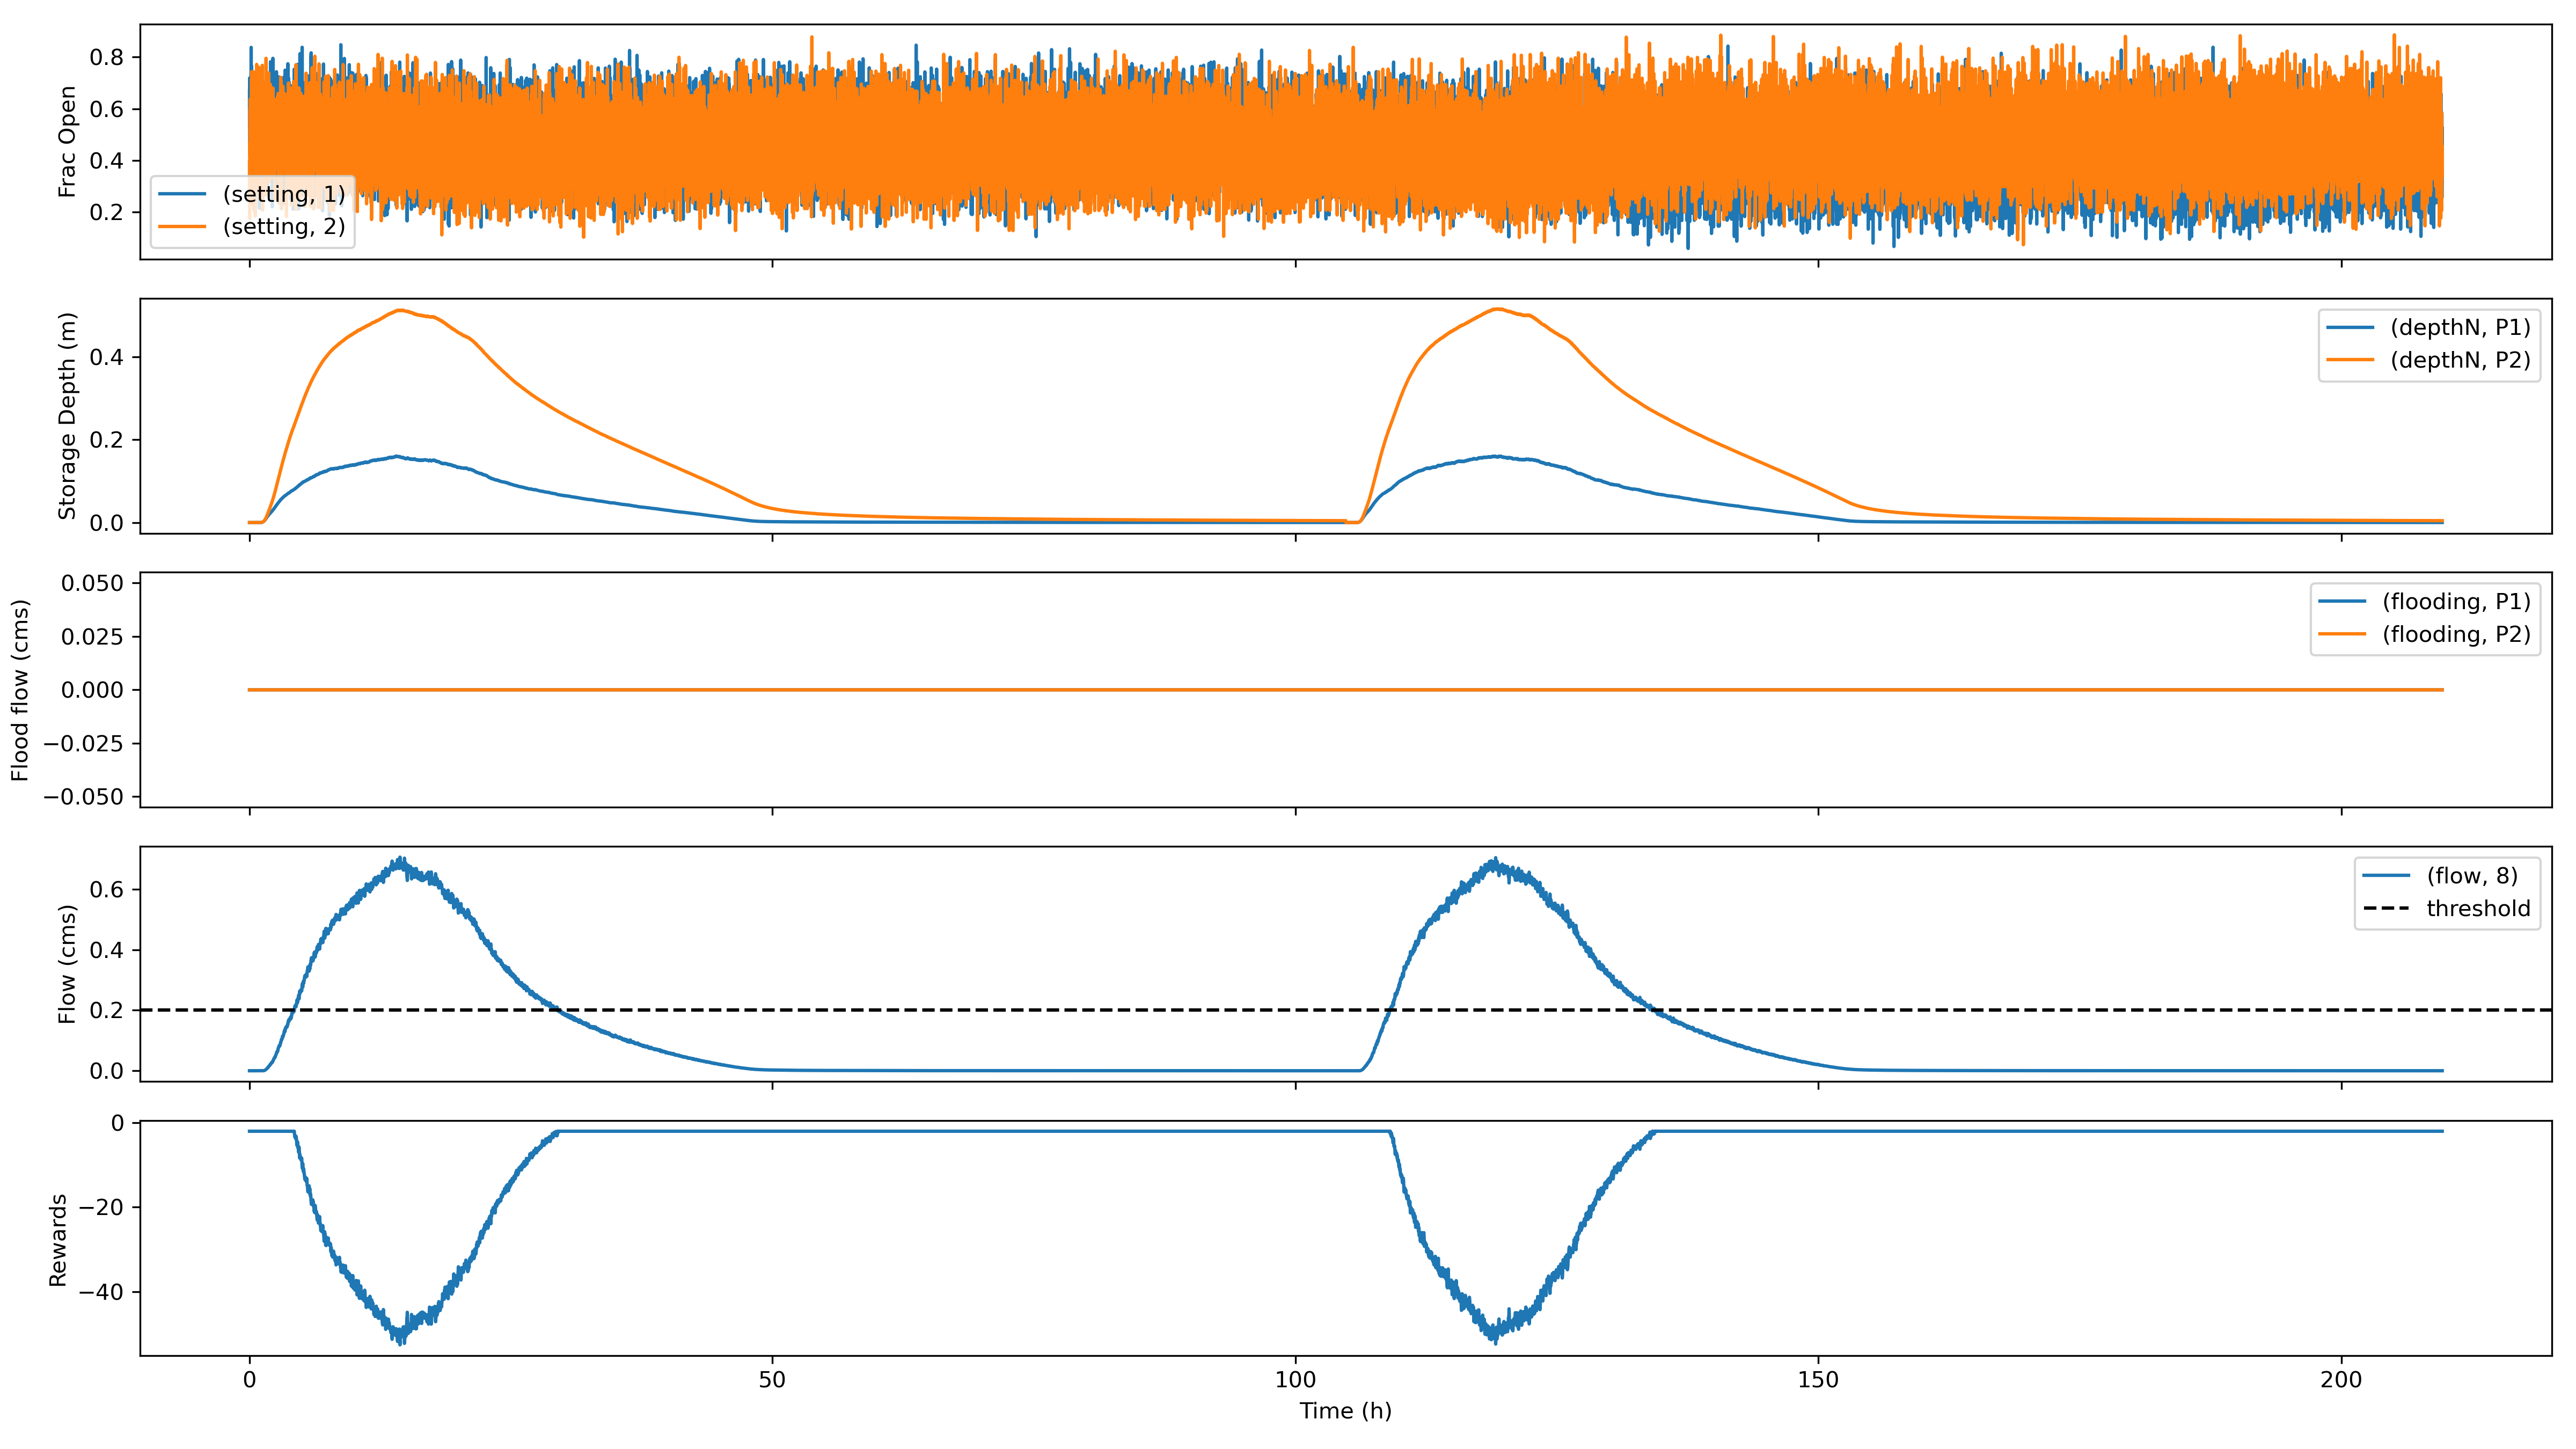 Frac Open
0.8
0.6
0.4
0.2
(setting, 1)
(setting, 2)
Storage Depth (m)
0.4
0.2
0.0
(depthN, P1)
(depthN, P2)
Flood flow (cms)
0.050
0.025
0.000
−0.025
−0.050
(flooding, P1)
(flooding, P2)
Flow (cms)
0.6
0.4
0.2
0.0
(flow, 8)
threshold
Rewards
0
−20
−40
0
50
100
150
200
Time (h)